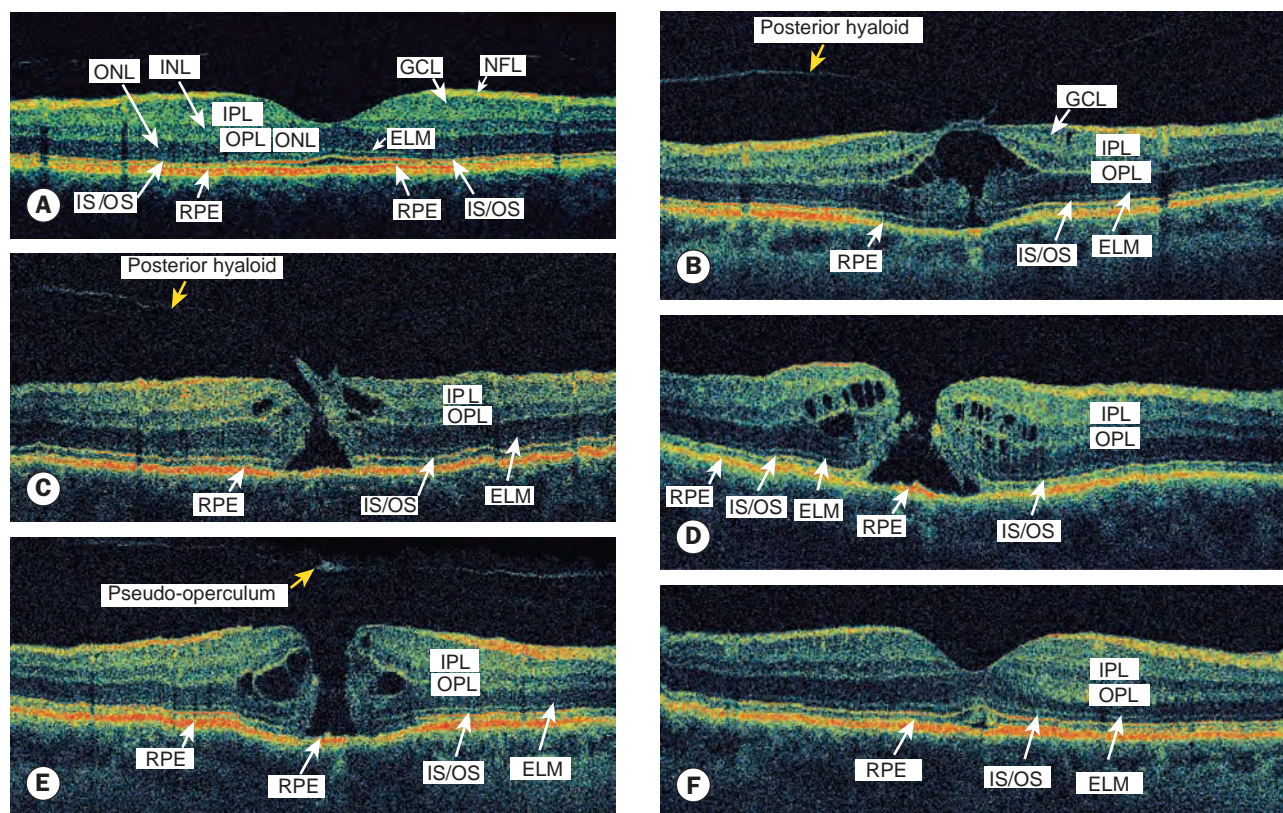 ONL
INL
GCL
NFL
IPL
OPL
ONL
ELM
IS/OS
RPE
RPE
IS/OS
A
Posterior hyaloid
GCL
IPL
OPL
RPE
IS/OS
ELM
B
Posterior hyaloid
IPL
OPL
RPE
IS/OS
ELM
C
IPL
OPL
RPE
IS/OS
ELM
RPE
IS/OS
D
Pseudo-operculum
IPL
OPL
RPE
RPE
IS/OS
ELM
E
IPL
OPL
RPE
IS/OS
ELM
F